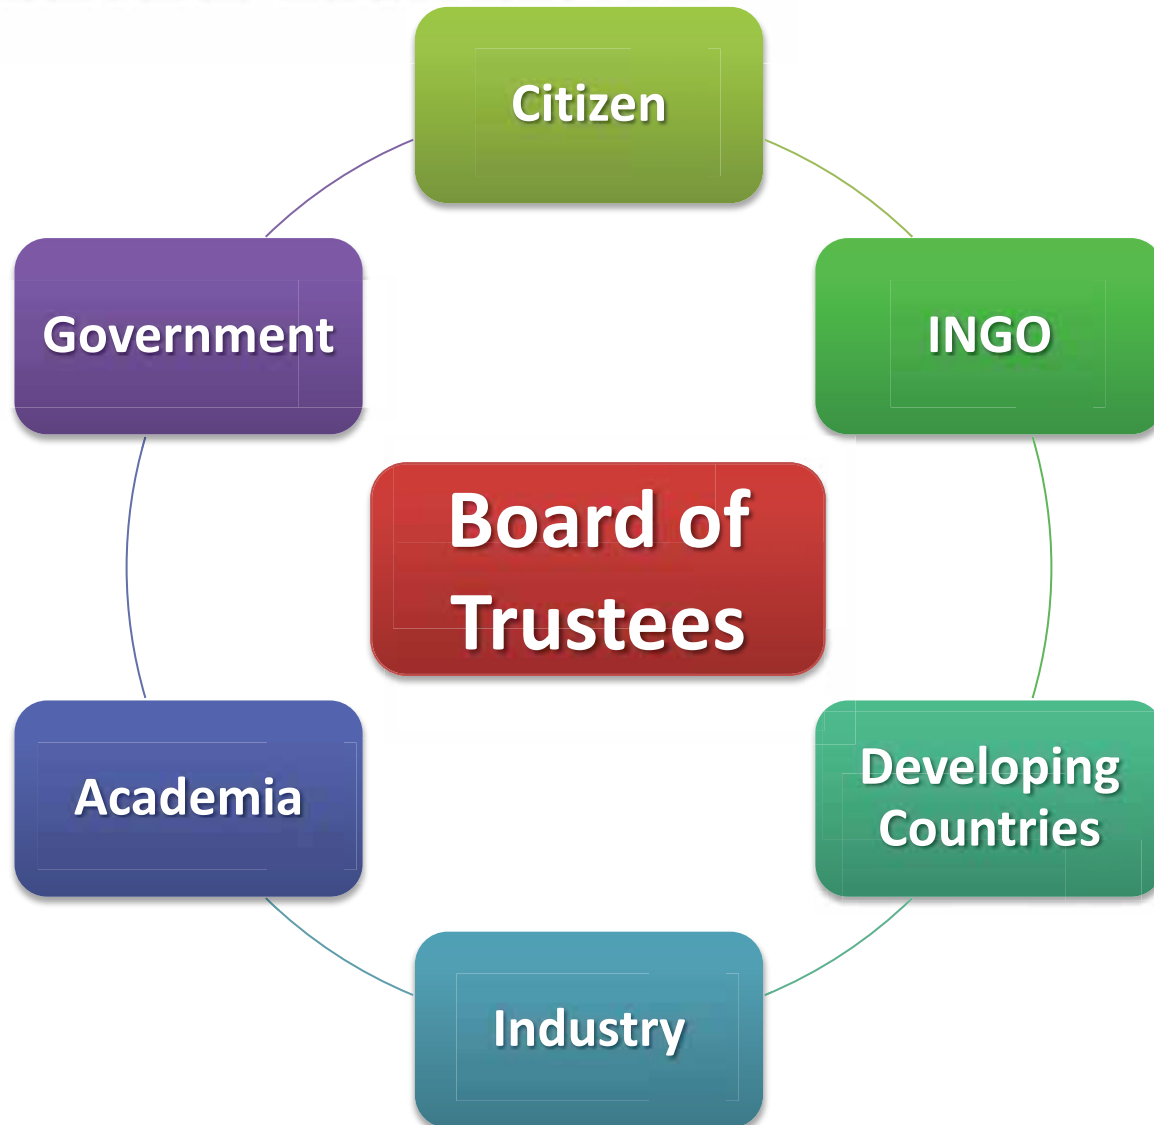 Citizen
Government
INGO
Board of
Trustees
Academia
Developing
Countries
Industry